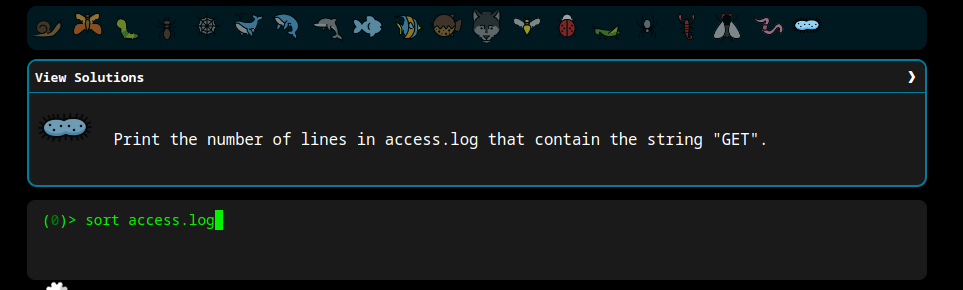 View Solutions ❯
Print the number of lines in access.log that contain the string "GET".
(0)> sort access.log